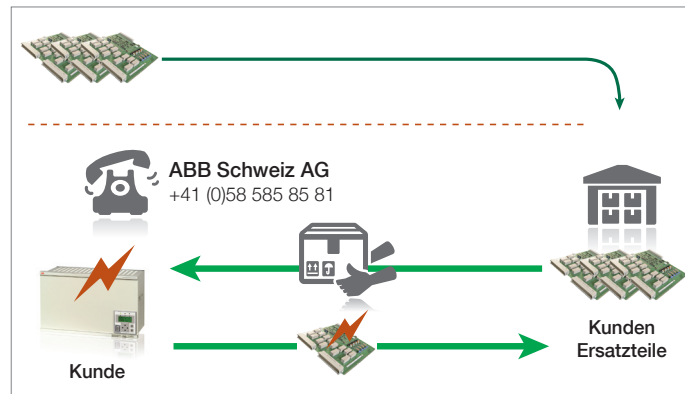 ABB Schweiz AG
+41 (0)58 585 85 81
Kunden
Ersatzteile
Kunde